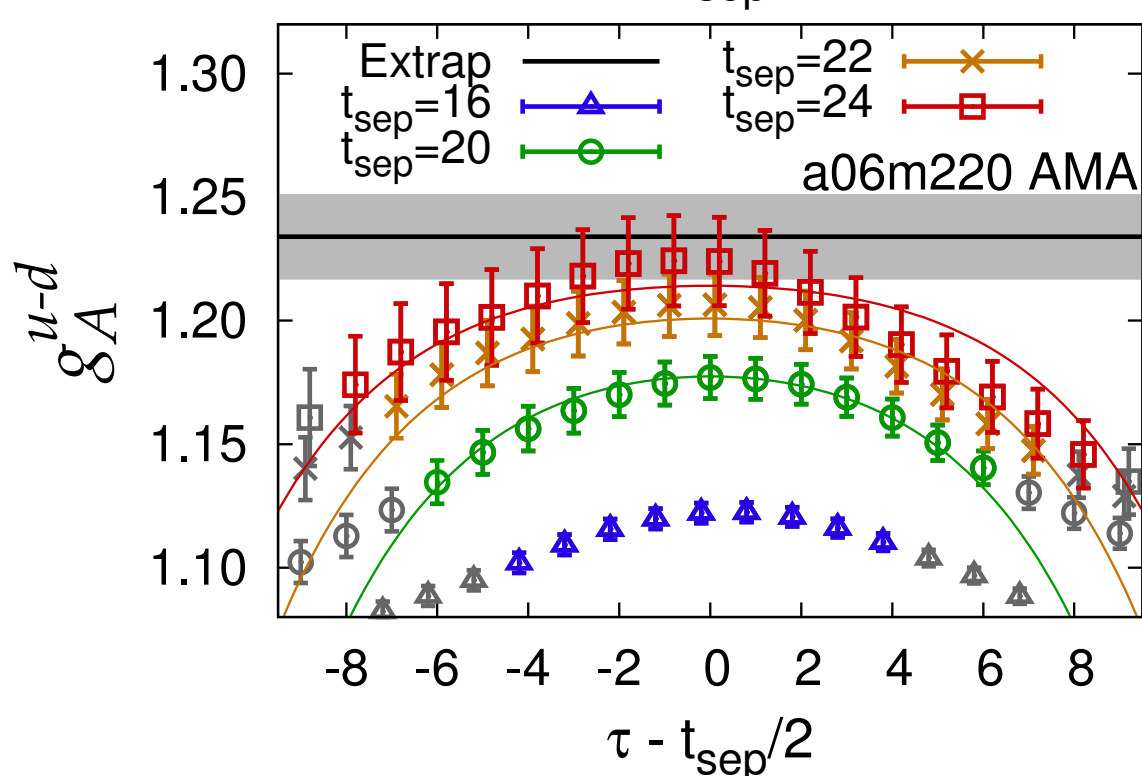 sep
1.30
1.25
1.20
1.15
1.10
Extrap
t_sep=16
t_sep=20
t_sep=22
t_sep=24
a06m220 AMA
g_A^{u-d}
-8 -6 -4 -2 0 2 4 6 8
τ - t_sep/2